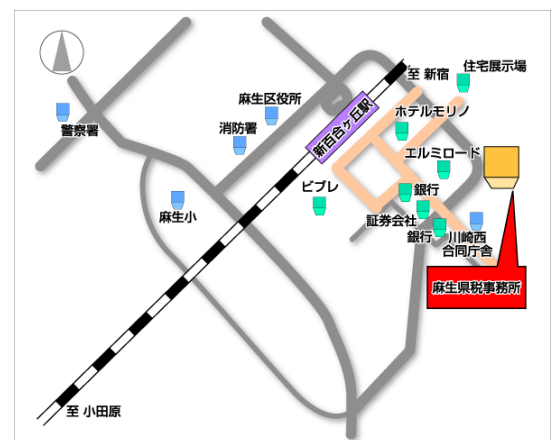 至 新宿
住宅展示場
麻生区役所
ホテルモリノ
消防署
新百合ヶ丘駅
警察署
エルミロード
ビブレ
銀行
麻生小
証券会社
銀行
川崎西
合同庁舎
麻生県税事務所
至 小田原